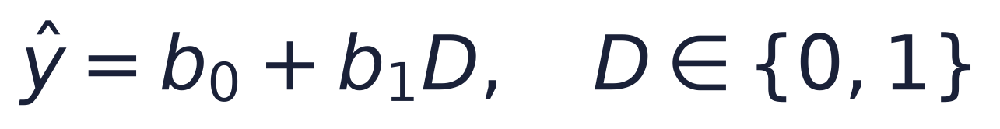 ŷ = b₀ + b₁D, D ∈ {0, 1}